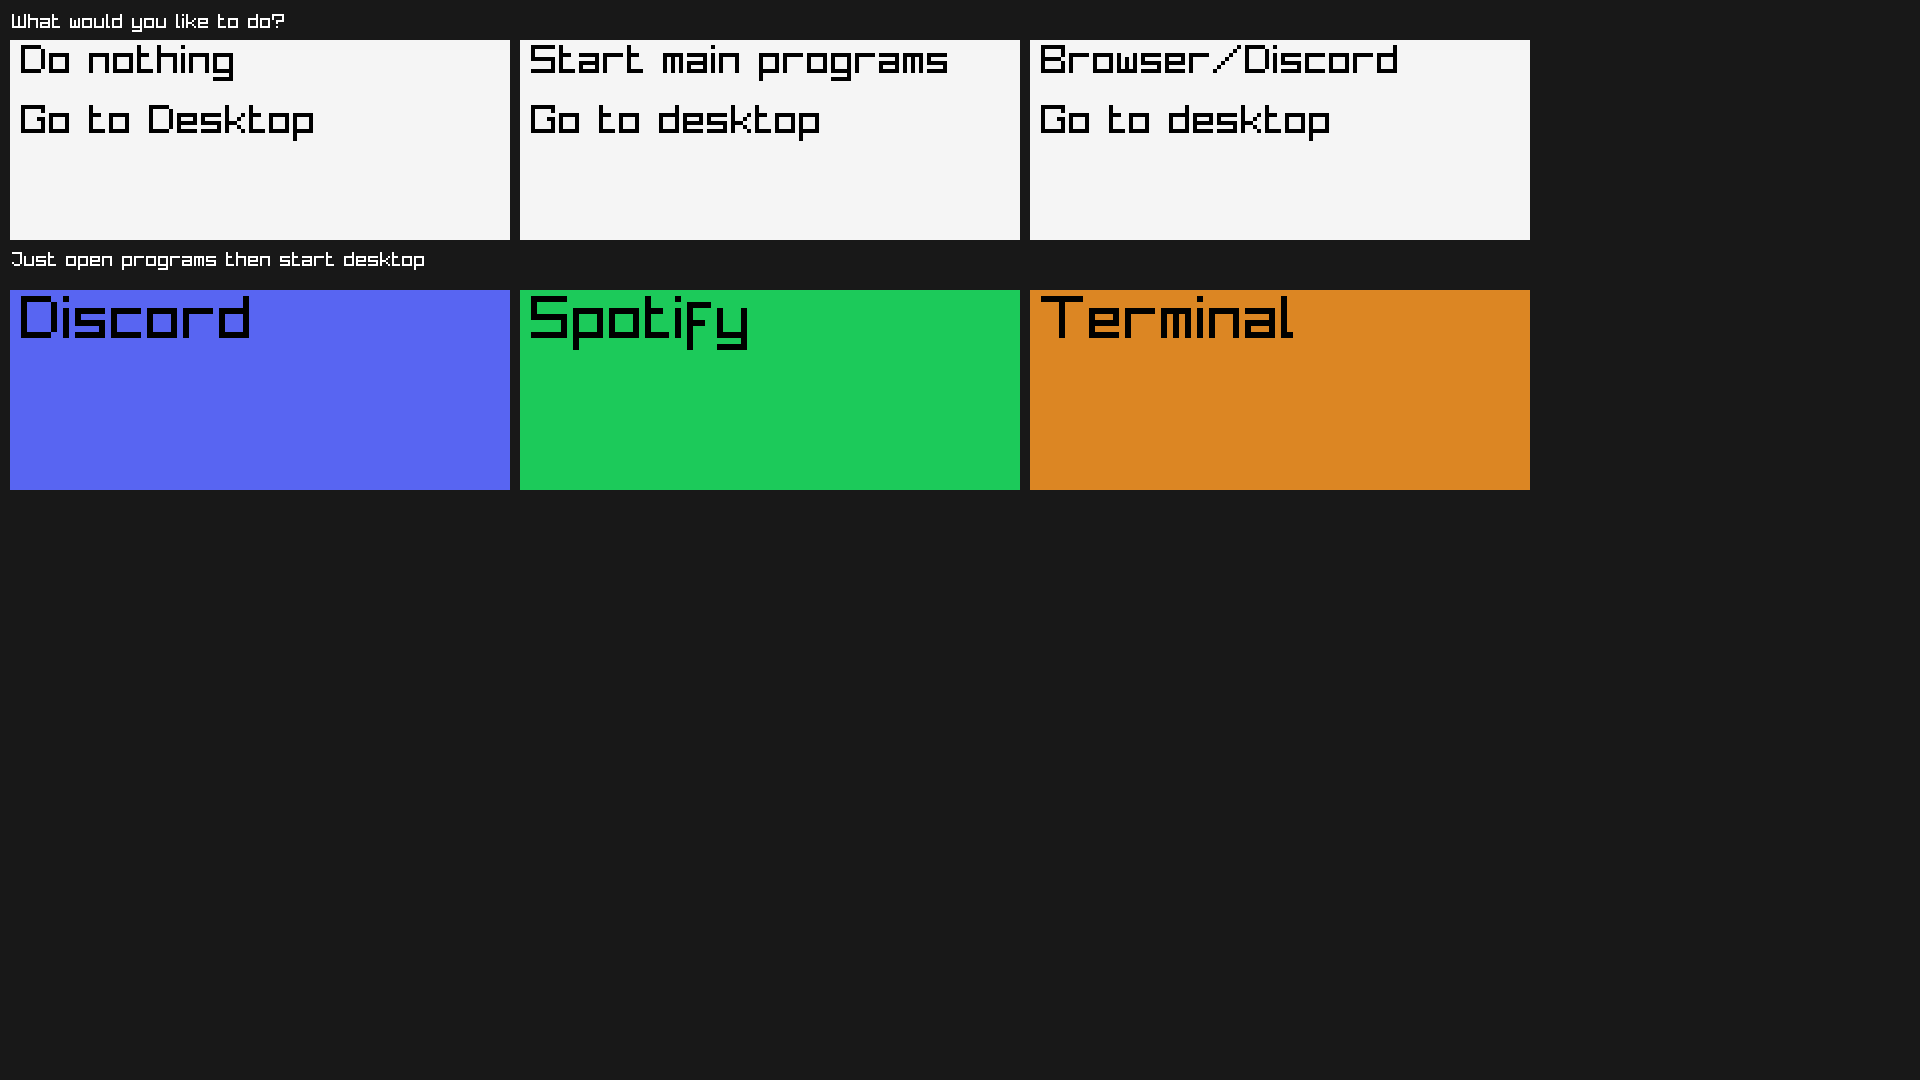 What would you like to do?
Do nothing
Go to Desktop
Start main programs
Go to desktop
Browser/Discord
Go to desktop
Just open programs then start desktop
Discord
Spotify
Terminal